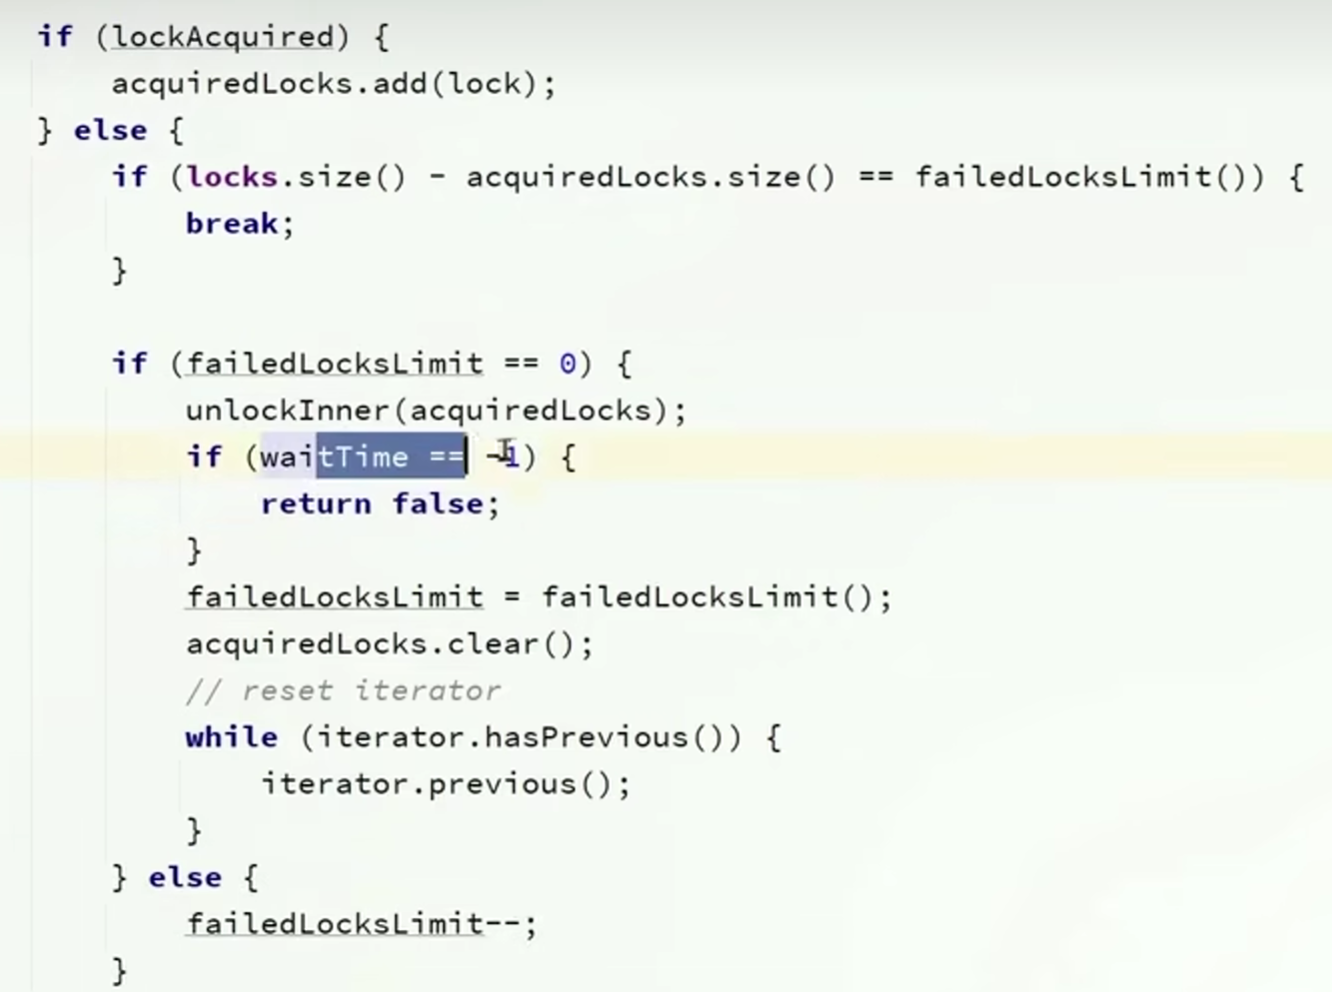 if (lockAcquired) {
acquiredLocks.add(lock);
} else {
if (locks.size() - acquiredLocks.size() == failedLocksLimit()) {
break;
}
if (failedLocksLimit == 0) {
unlockInner(acquiredLocks);
if (waitTime == -1) {
return false;
}
failedLocksLimit = failedLocksLimit();
acquiredLocks.clear();
// reset iterator
while (iterator.hasPrevious()) {
iterator.previous();
}
} else {
failedLocksLimit--;
}